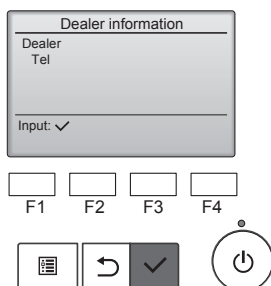 Dealer information
Dealer
Tel
Input: ✓
F1 F2 F3 F4